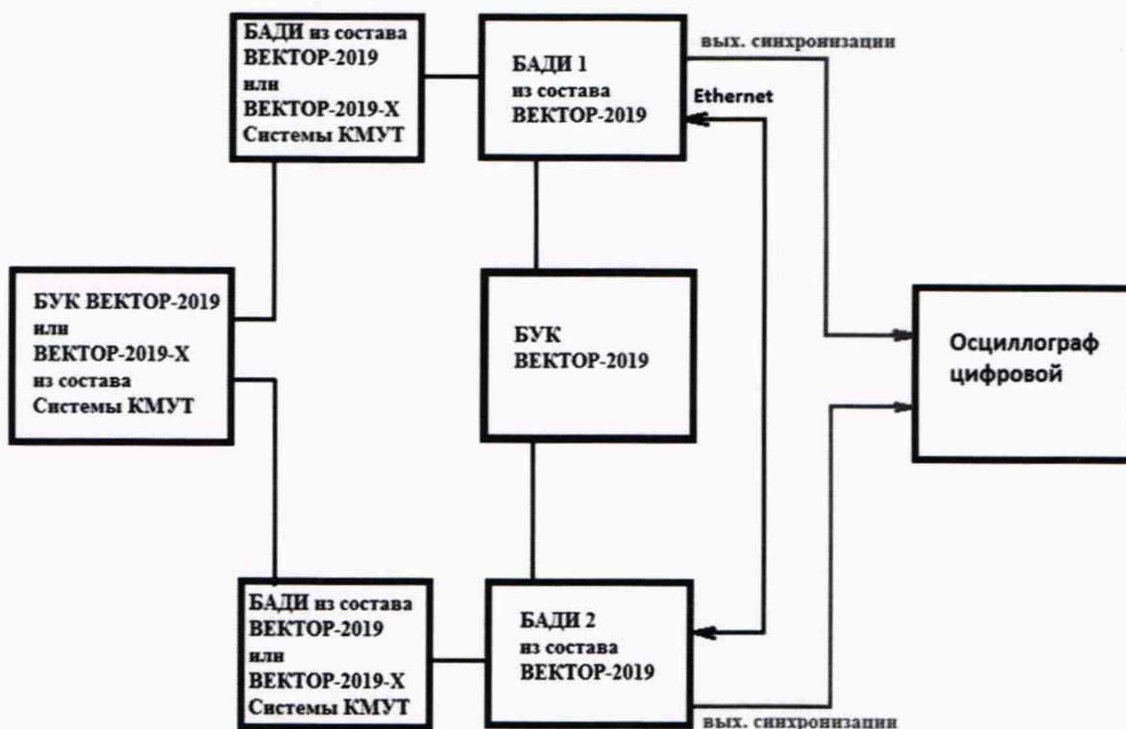 БАДИ из состава
ВЕКТОР-2019
или
ВЕКТОР-2019-Х
Системы КМУТ
БАДИ 1
из состава
ВЕКТОР-2019
вых. синхронизации
Ethernet
БУК ВЕКТОР-2019
или
ВЕКТОР-2019-Х
из состава
Системы КМУТ
БУК
ВЕКТОР-2019
Осциллограф
цифровой
БАДИ из состава
ВЕКТОР-2019
или
ВЕКТОР-2019-Х
Системы КМУТ
БАДИ 2
из состава
ВЕКТОР-2019
вых. синхронизации